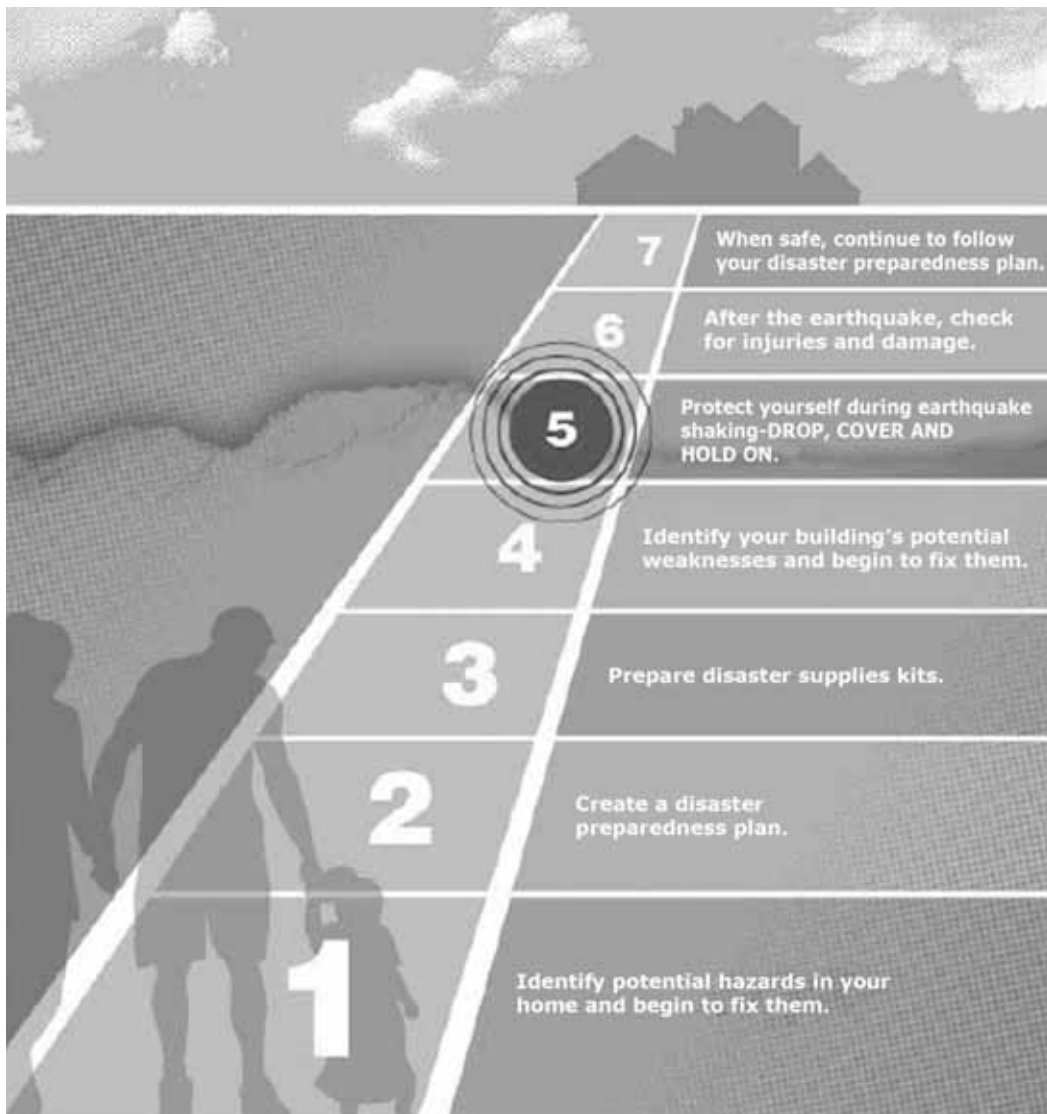 7
When safe, continue to follow
your disaster preparedness plan.
6
After the earthquake, check
for injuries and damage.
5
Protect yourself during earthquake
shaking-DROP, COVER AND
HOLD ON.
4
Identify your building's potential
weaknesses and begin to fix them.
3
Prepare disaster supplies kits.
2
Create a disaster
preparedness plan.
1
Identify potential hazards in your
home and begin to fix them.